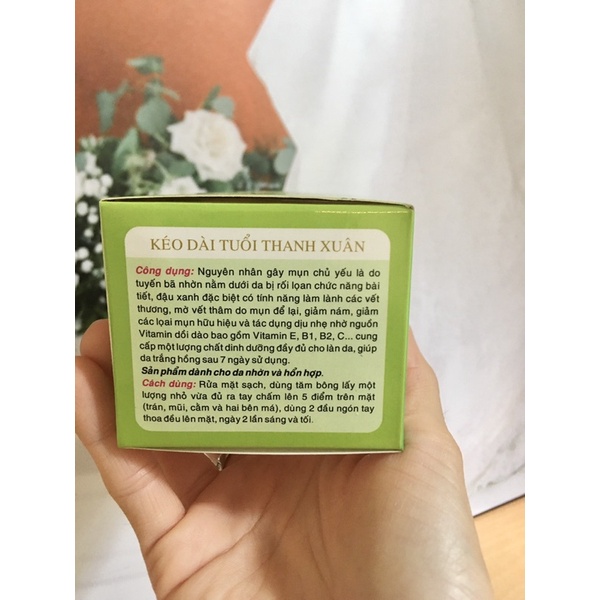 KÉO DÀI TUỔI THANH XUÂN
Công dụng: Nguyên nhân gây mụn chủ yếu là do
tuyến bã nhờn nằm dưới da bị rối lọan chức năng bài
tiết, đậu xanh đặc biệt có tính năng làm lành các vết
thương, mờ vết thâm do mụn để lại, giảm nám, giảm
các lọai mụn hữu hiệu và tác dụng dịu nhẹ nhờ nguồn
Vitamin dồi dào bao gồm Vitamin E, B1, B2, C... cung
cấp một lượng chất dinh dưỡng đầy đủ cho làn da, giúp
da trắng hồng sau 7 ngày sử dụng.
Sản phẩm dành cho da nhờn và hổn hợp.
Cách dùng: Rửa mặt sạch, dùng tăm bông lấy một
lượng nhỏ vừa đủ ra tay chấm lên 5 điểm trên mặt
(trán, mũi, cằm và hai bên má), dùng 2 đầu ngón tay
thoa đều lên mặt, ngày 2 lần sáng và tối.